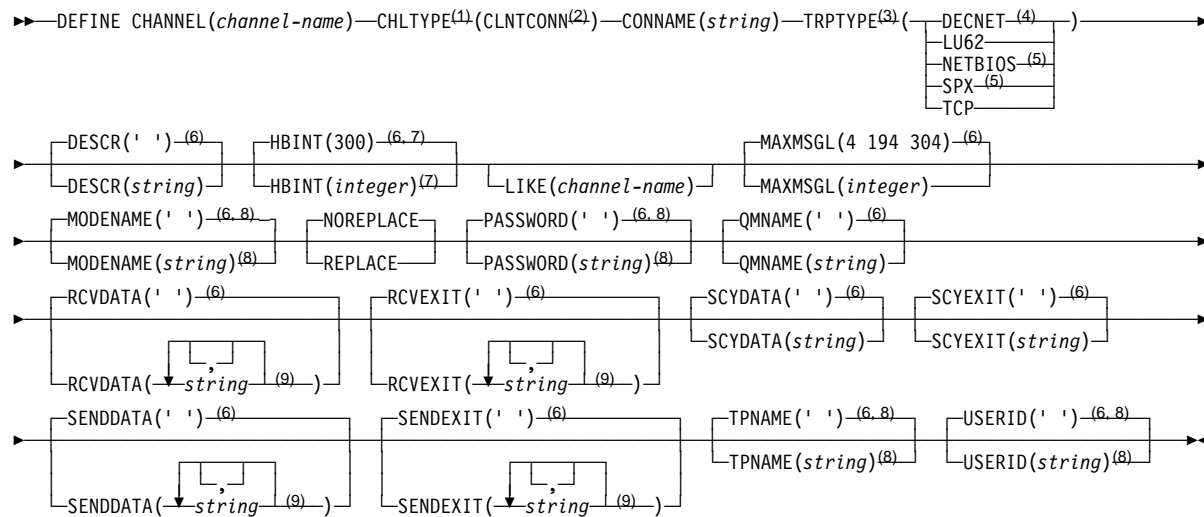 DEFINE CHANNEL(channel-name) CHLTYPE(1)(CLNTCONN(2)) CONNAME(string) TRPTYPE(3)( DECNET (4) )
LU62
NETBIOS (5)
SPX (5)
TCP
DESCR(' ') (6) HBINT(300) (6, 7) MAXMSGL(4 194 304) (6)
DESCR(string) HBINT(integer)(7) LIKE(channel-name) MAXMSGL(integer)
MODENAME(' ') (6, 8) NOREPLACE PASSWORD(' ') (6, 8) QMNAME(' ') (6)
MODENAME(string)(8) REPLACE PASSWORD(string)(8) QMNAME(string)
RCVDATA(' ') (6) RCVEXIT(' ') (6) SCYDATA(' ') (6) SCYEXIT(' ') (6)
SCYDATA(string) SCYEXIT(string)
, ,
RCVDATA( string (9) ) RCVEXIT( string (9) )
SENDDATA(' ') (6) SENDEXIT(' ') (6) TPNAME(' ') (6, 8) USERID(' ') (6, 8)
TPNAME(string)(8) USERID(string)(8)
, ,
SENDDATA( string (9) ) SENDEXIT( string (9) )